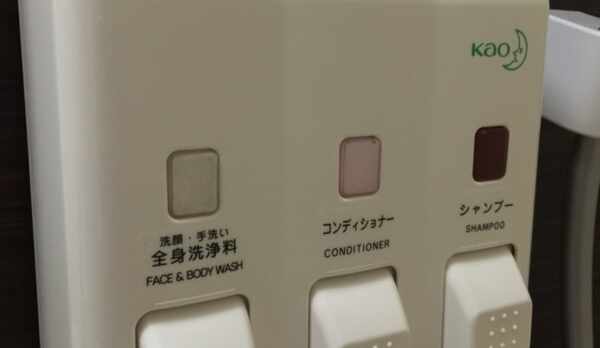 Kao
洗顔・手洗い
全身洗浄料
FACE & BODY WASH
コンディショナー
CONDITIONER
シャンプー
SHAMPOO